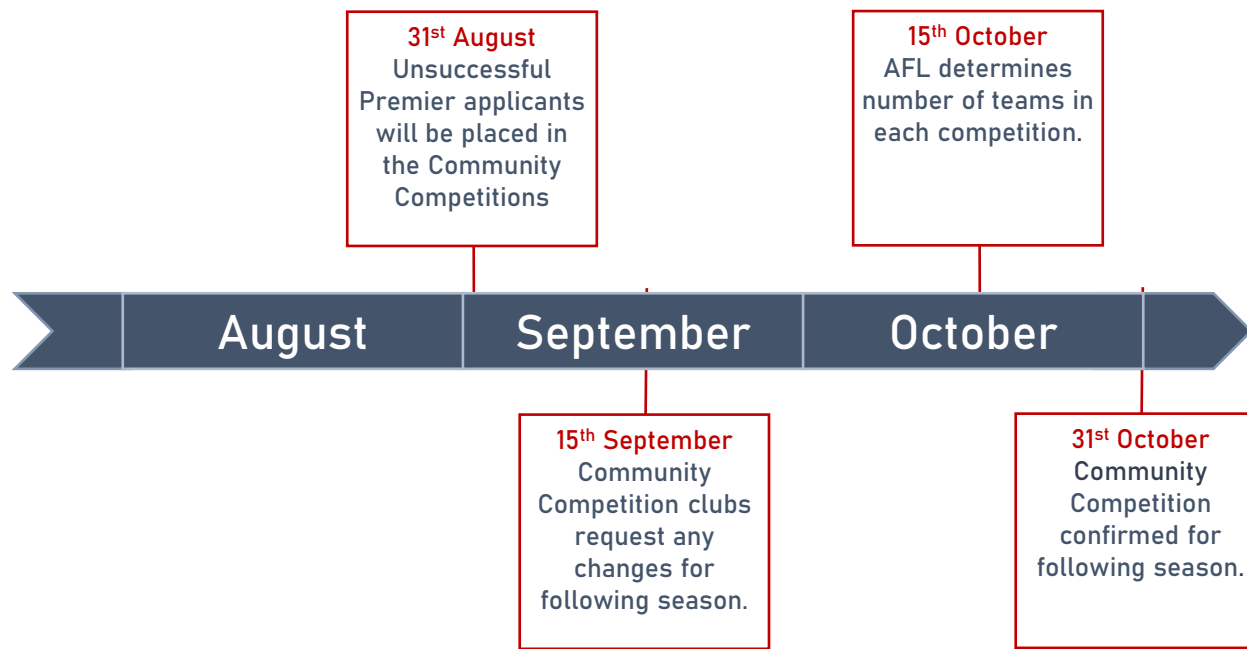 31st August
Unsuccessful
Premier applicants
will be placed in
the Community
Competitions
15th October
AFL determines
number of teams in
each competition.
August
September
October
15th September
Community
Competition clubs
request any
changes for
following season.
31st October
Community
Competition
confirmed for
following season.